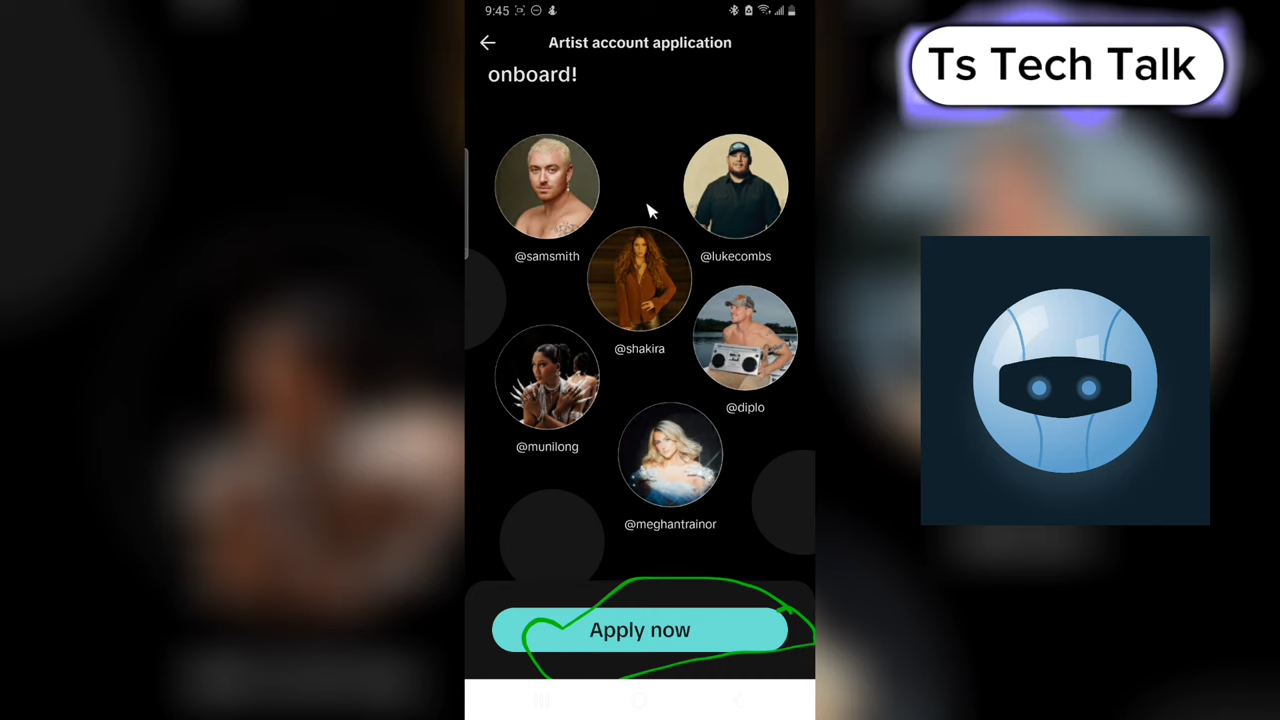 9:45
Artist account application
onboard!
@samsmith
@lukecombs
@shakira
@diplo
@munilong
@meghantrainor
Apply now
Ts Tech Talk